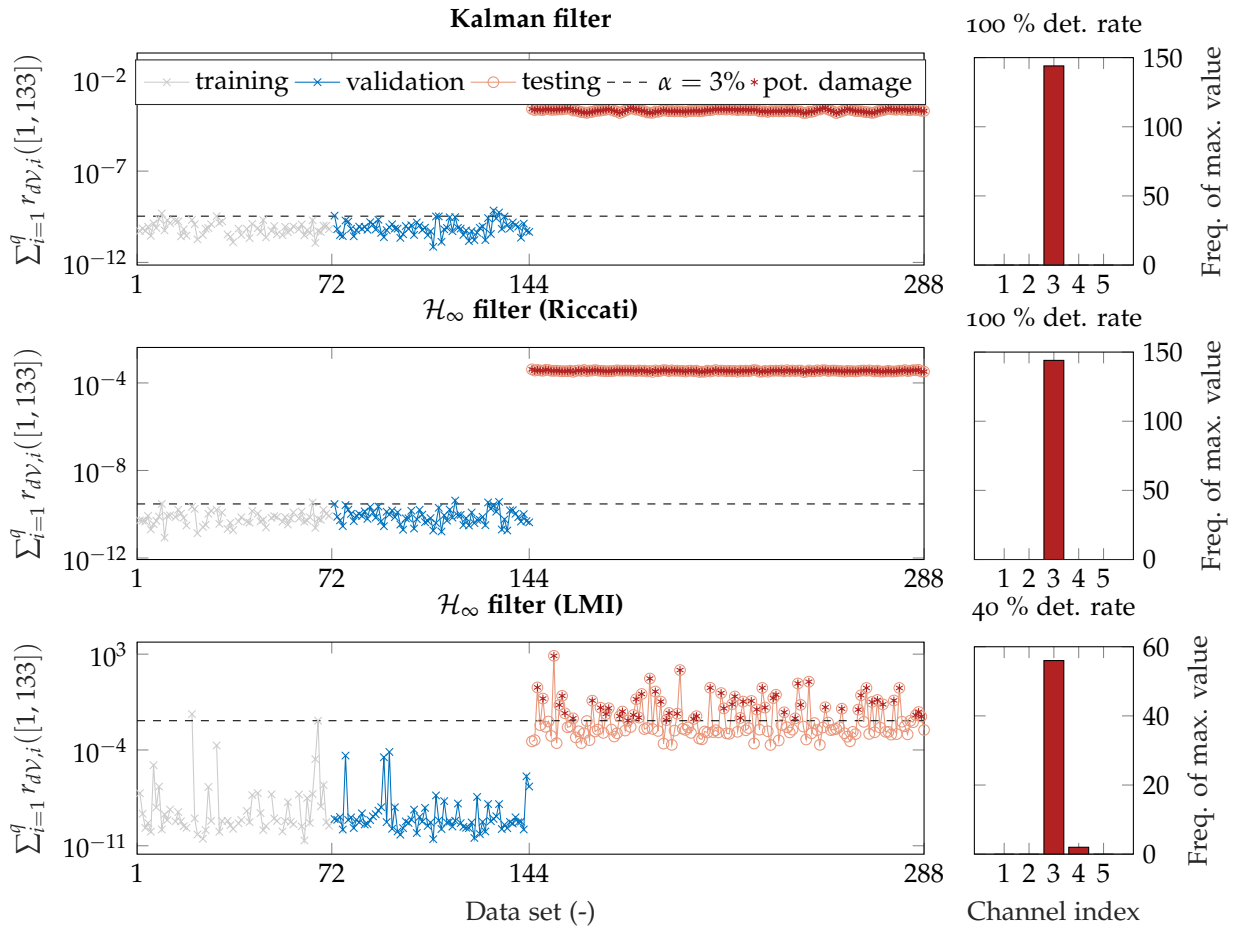 Kalman filter
100 % det. rate
training validation testing α = 3% pot. damage
10⁻²
10⁻⁷
10⁻¹²
∑ᵢ₌₁^q r_{dV,i}([1, 133])
1 72 144 288
150
100
50
0
1 2 3 4 5
Freq. of max. value
H∞ filter (Riccati)
100 % det. rate
10⁻⁴
10⁻⁸
10⁻¹²
∑ᵢ₌₁^q r_{dV,i}([1, 133])
1 72 144 288
150
100
50
0
1 2 3 4 5
Freq. of max. value
H∞ filter (LMI)
40 % det. rate
10³
10⁻⁴
10⁻¹¹
∑ᵢ₌₁^q r_{dV,i}([1, 133])
1 72 144 288
60
40
20
0
1 2 3 4 5
Freq. of max. value
Data set (-)
Channel index